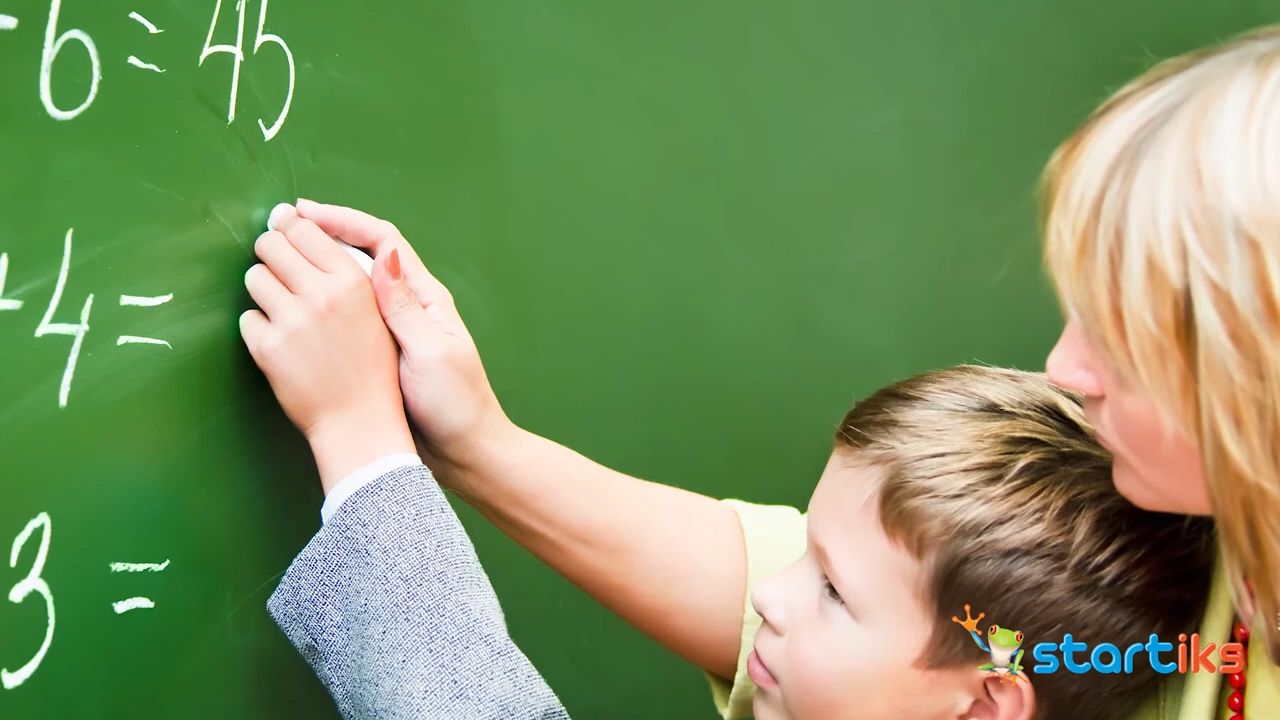 6 = 45
+4 =
3 =
startiks